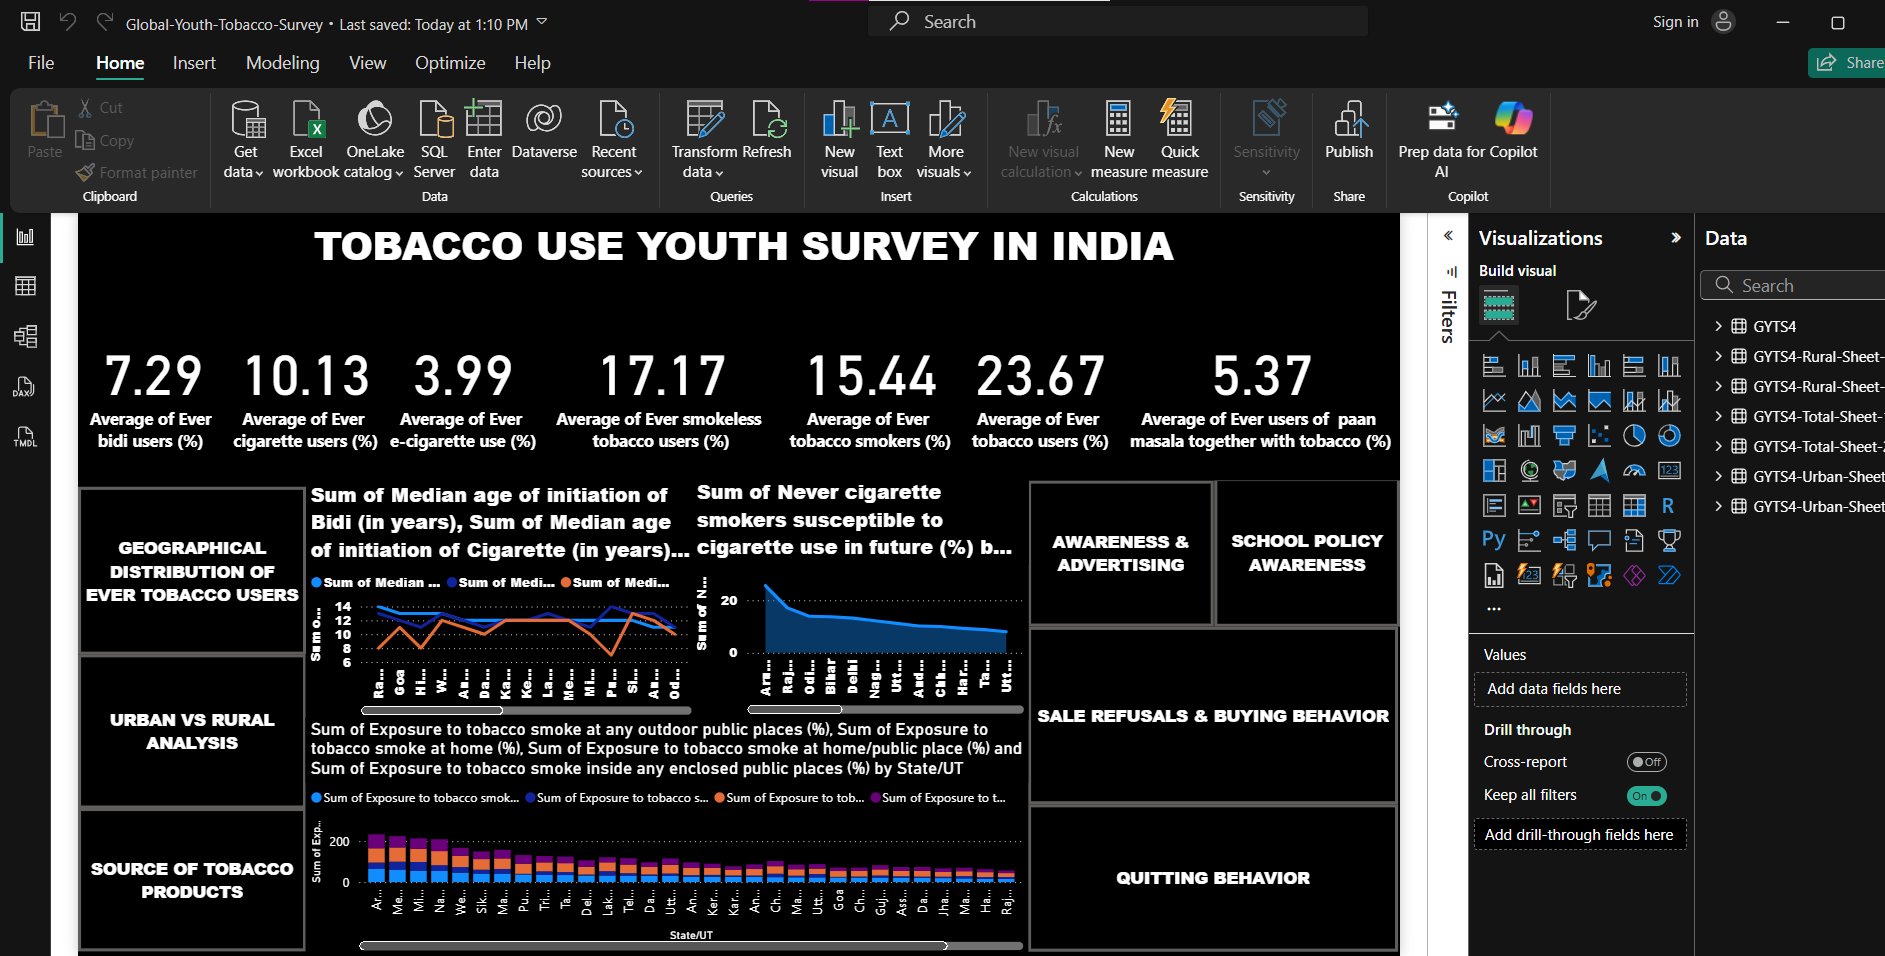 Global-Youth-Tobacco-Survey • Last saved: Today at 1:10 PM
Search
Sign in
File
Home
Insert
Modeling
View
Optimize
Help
Share
Paste
Cut
Copy
Format painter
Clipboard
Get data
Excel workbook
OneLake catalog
SQL Server
Enter data
Dataverse
Recent sources
Data
Transform data
Refresh
Queries
New visual
Text box
More visuals
Insert
New visual calculation
New measure
Quick measure
Calculations
Sensitivity
Sensitivity
Publish
Share
Prep data for AI
Copilot
Copilot
DAX
TMDL
TOBACCO USE YOUTH SURVEY IN INDIA
7.29
Average of Ever
bidi users (%)
10.13
Average of Ever
cigarette users (%)
3.99
Average of Ever
e-cigarette use (%)
17.17
Average of Ever smokeless
tobacco users (%)
15.44
Average of Ever
tobacco smokers (%)
23.67
Average of Ever
tobacco users (%)
5.37
Average of Ever users of paan
masala together with tobacco (%)
GEOGRAPHICAL
DISTRIBUTION OF
EVER TOBACCO USERS
URBAN VS RURAL
ANALYSIS
SOURCE OF TOBACCO
PRODUCTS
Sum of Median age of initiation of
Bidi (in years), Sum of Median age
of initiation of Cigarette (in years)...
Sum of Median ...
Sum of Medi...
Sum of Medi...
Sum o...
14
12
10
8
6
Ra...
Goa
Hi...
W...
Au...
Da...
Ka...
Ke...
La...
Me...
Mi...
Pu...
Si...
An...
Od...
Sum of Never cigarette
smokers susceptible to
cigarette use in future (%) b...
Sum of N...
20
0
Aru...
Raj...
Odi...
Bihar
Delhi
Nag...
Utt...
And...
Chh...
Har...
Ta...
Utt...
Sum of Exposure to tobacco smoke at any outdoor public places (%), Sum of Exposure to
tobacco smoke at home (%), Sum of Exposure to tobacco smoke at home/public place (%) and
Sum of Exposure to tobacco smoke inside any enclosed public places (%) by State/UT
Sum of Exposure to tobacco smok...
Sum of Exposure to tobacco s...
Sum of Exposure to tob...
Sum of Exposure to t...
Sum of Exp...
200
0
Ar...
Me...
Mi...
Na...
We...
Sik...
Ma...
Pu...
Tri...
Ta...
Del...
Lak...
Tel...
Da...
Utt...
An...
Ker...
Kar...
An...
Ch...
Ma...
Utt...
Goa
Ch...
Guj...
Ass...
Da...
Jha...
Ma...
Ha...
Raj...
State/UT
AWARENESS &
ADVERTISING
SCHOOL POLICY
AWARENESS
SALE REFUSALS & BUYING BEHAVIOR
QUITTING BEHAVIOR
Filters
Visualizations
Build visual
123
R
Py
123
...
Values
Add data fields here
Drill through
Cross-report
Off
Keep all filters
On
Add drill-through fields here
Data
Search
GYTS4
GYTS4-Rural-Sheet-
GYTS4-Rural-Sheet-
GYTS4-Total-Sheet-
GYTS4-Total-Sheet-
GYTS4-Urban-Sheet
GYTS4-Urban-Sheet